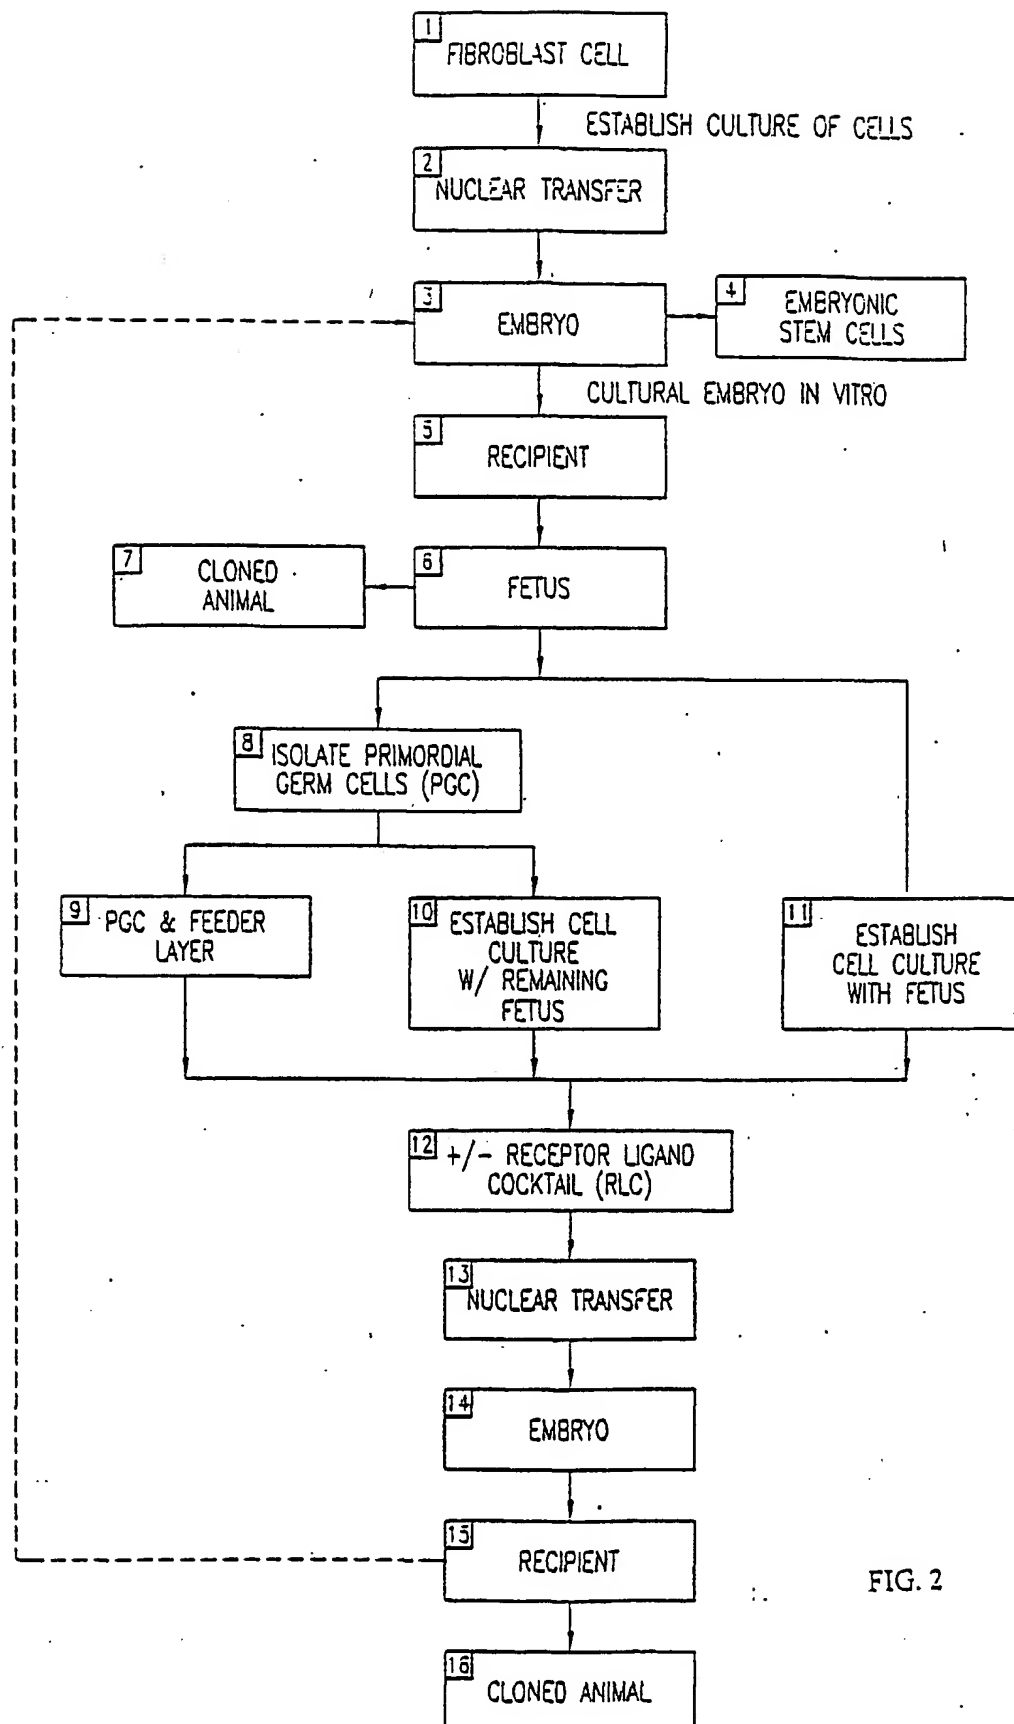 1
FIBROBLAST CELL
ESTABLISH CULTURE OF CELLS
2
NUCLEAR TRANSFER
3
EMBRYO
4
EMBRYONIC
STEM CELLS
CULTURAL EMBRYO IN VITRO
5
RECIPIENT
6
FETUS
7
CLONED
ANIMAL
8
ISOLATE PRIMORDIAL
GERM CELLS (PGC)
9
PGC & FEEDER
LAYER
10
ESTABLISH CELL
CULTURE
W/ REMAINING
FETUS
11
ESTABLISH
CELL CULTURE
WITH FETUS
12
+/- RECEPTOR LIGAND
COCKTAIL (RLC)
13
NUCLEAR TRANSFER
14
EMBRYO
15
RECIPIENT
16
CLONED ANIMAL
FIG. 2